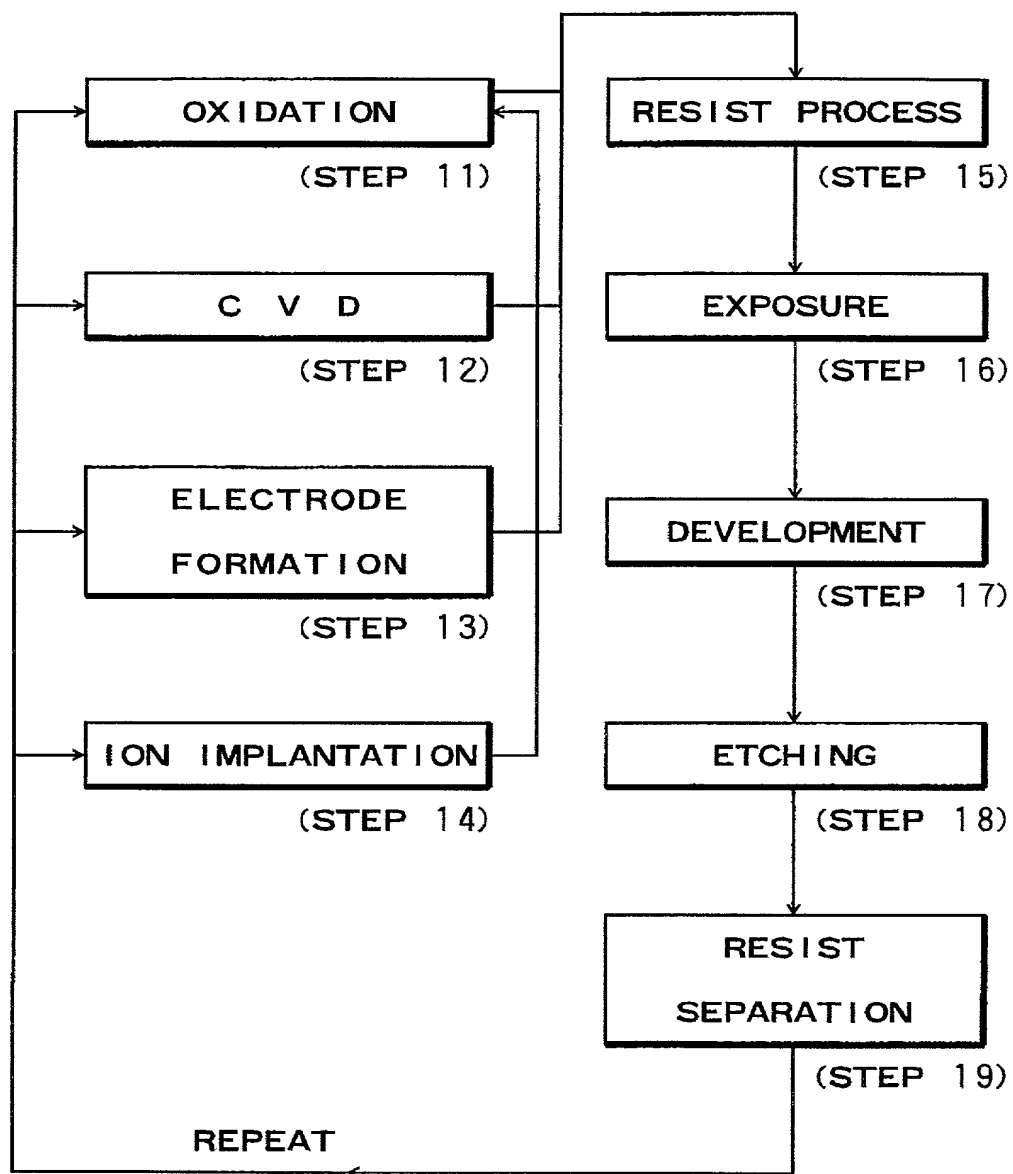 OXIDATION
(STEP 11)
CVD
(STEP 12)
ELECTRODE
FORMATION
(STEP 13)
ION IMPLANTATION
(STEP 14)
RESIST PROCESS
(STEP 15)
EXPOSURE
(STEP 16)
DEVELOPMENT
(STEP 17)
ETCHING
(STEP 18)
RESIST
SEPARATION
(STEP 19)
REPEAT